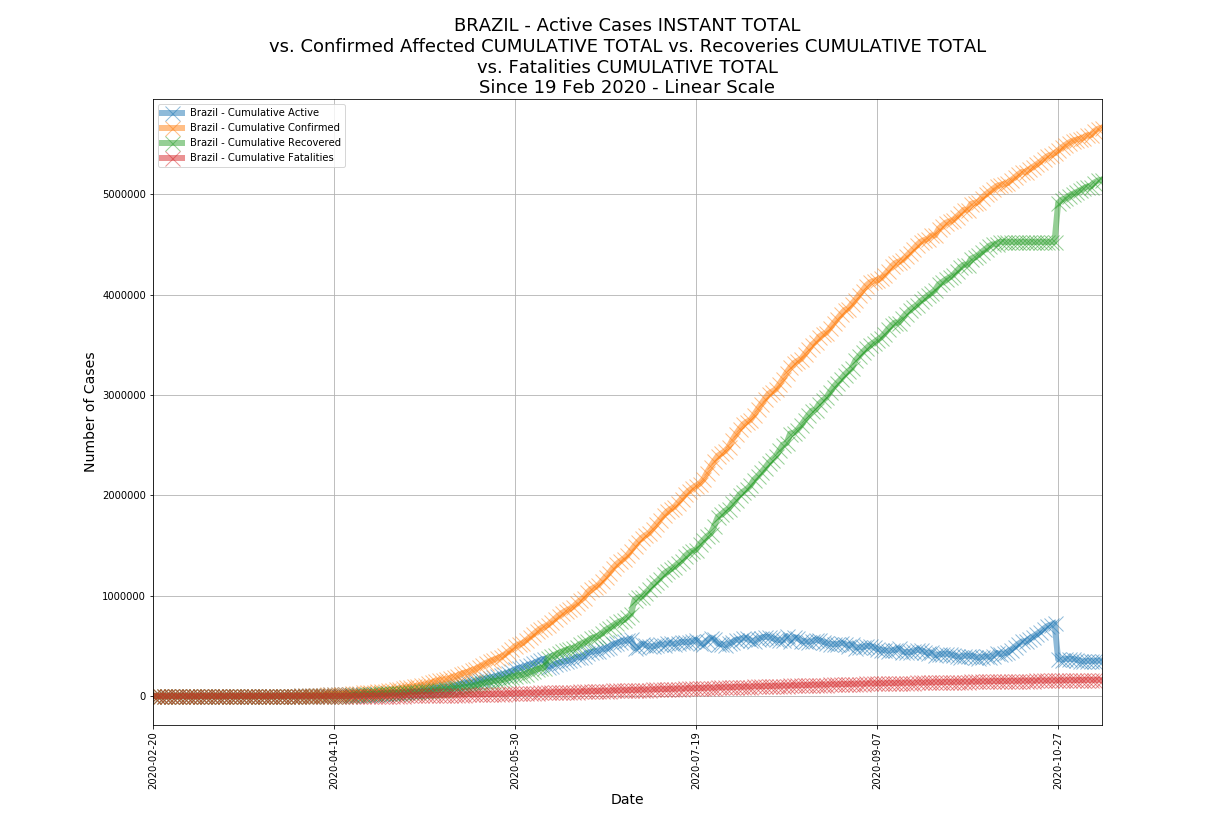 BRAZIL - Active Cases INSTANT TOTAL
vs. Confirmed Affected CUMULATIVE TOTAL vs. Recoveries CUMULATIVE TOTAL
vs. Fatalities CUMULATIVE TOTAL
Since 19 Feb 2020 - Linear Scale
Brazil - Cumulative Active
Brazil - Cumulative Confirmed
Brazil - Cumulative Recovered
Brazil - Cumulative Fatalities
Number of Cases
5000000
4000000
3000000
2000000
1000000
0
2020-02-20
2020-04-10
2020-05-30
2020-07-19
2020-09-07
2020-10-27
Date